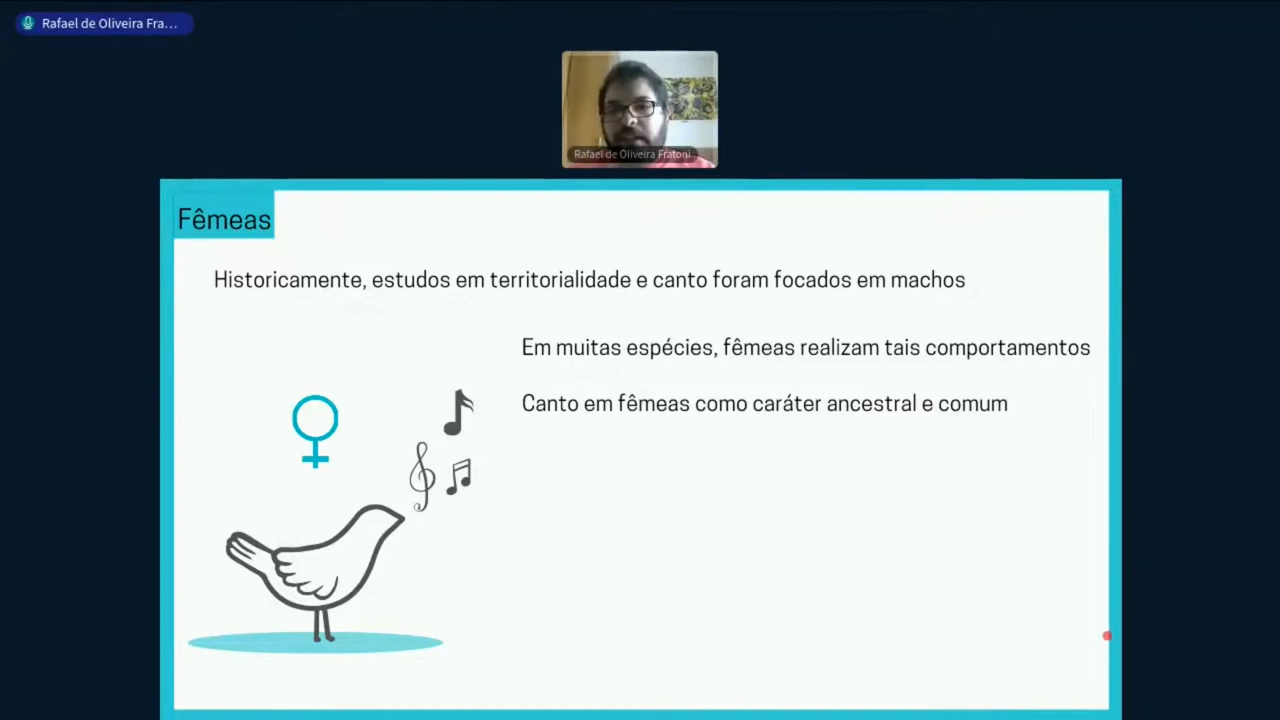 Rafael de Oliveira Fra...
Rafael de Oliveira Fratoni
Fêmeas
Historicamente, estudos em territorialidade e canto foram focados em machos
Em muitas espécies, fêmeas realizam tais comportamentos
Canto em fêmeas como caráter ancestral e comum